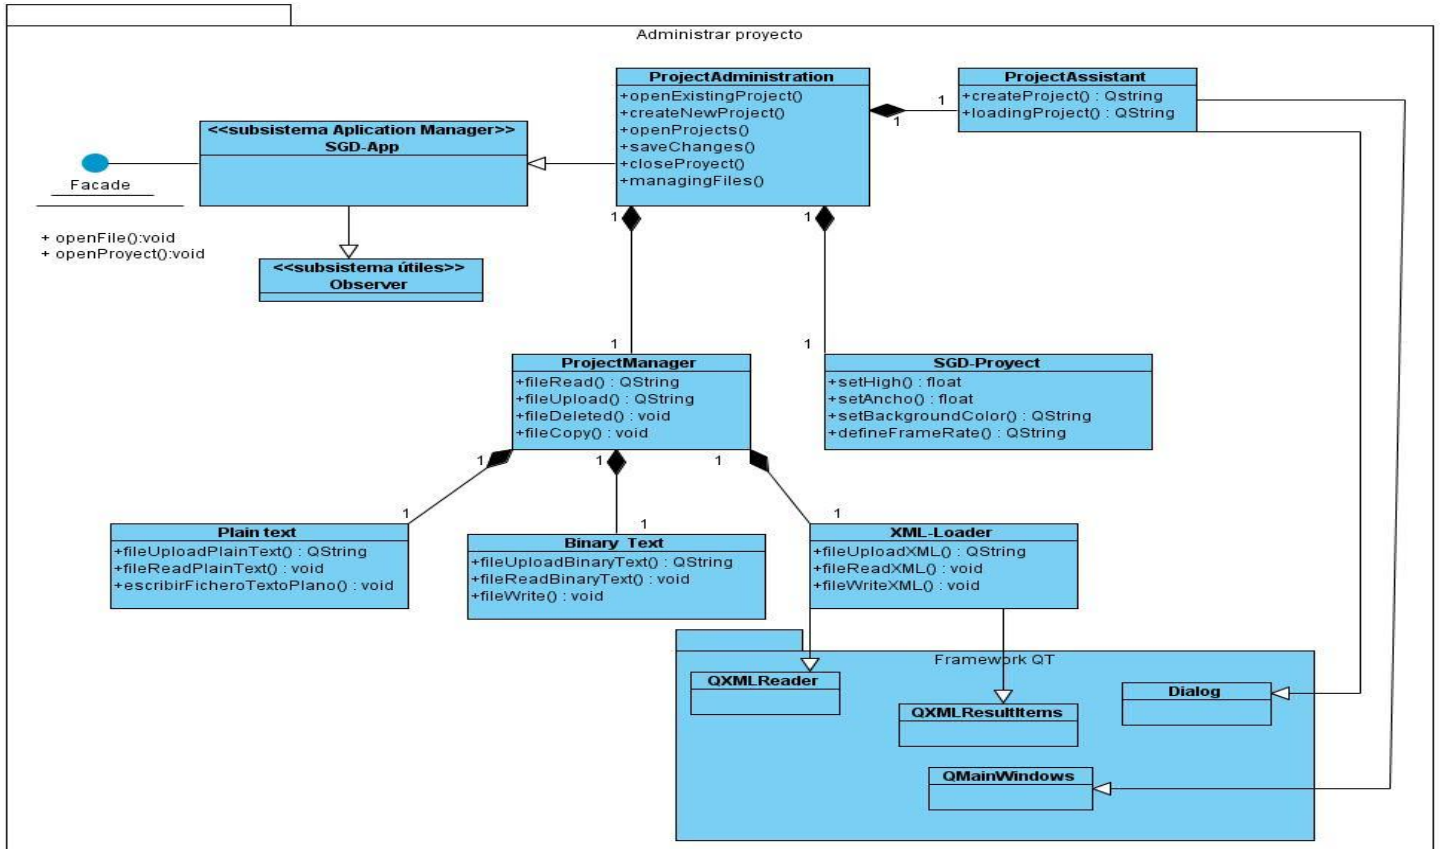 Administrar proyecto
ProjectAdministration
+openExistingProject()
+createNewProject()
+openProjects()
+saveChanges()
+closeProyect()
+managingFiles()
1
1
ProjectAssistant
+createProject() : Qstring
+loadingProject() : QString
<<subsistema Aplication Manager>>
SGD-App
Facade
+ openFile():void
+ openProyect():void
<<subsistema útiles>>
Observer
1
1
1
1
ProjectManager
+fileRead() : QString
+fileUpload() : QString
+fileDeleted() : void
+fileCopy() : void
SGD-Proyect
+setHigh() : float
+setAncho() : float
+setBackgroundColor() : QString
+defineFrameRate() : QString
1
1
1
1
1
1
Plain text
+fileUploadPlainText() : QString
+fileReadPlainText() : void
+escribirFicheroTextoPlano() : void
Binary Text
+fileUploadBinaryText() : QString
+fileReadBinaryText() : void
+fileWrite() : void
XML-Loader
+fileUploadXML() : QString
+fileReadXML() : void
+fileWriteXML() : void
Framework QT
QXMLReader
QXMLResultItems
Dialog
QMainWindows